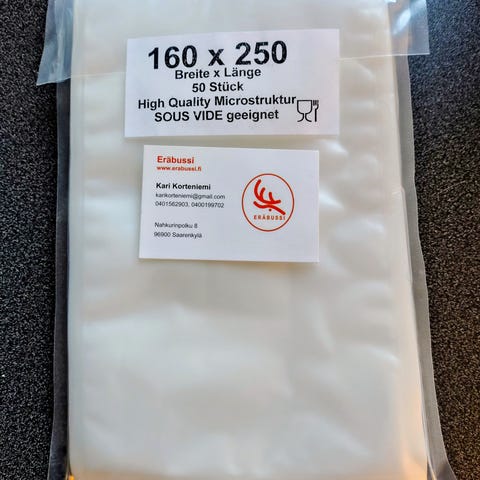 160 x 250
Breite x Länge
50 Stück
High Quality Microstruktur
SOUS VIDE geeignet
Eräbussi
www.erabussi.fi
Kari Korteniemi
karikorteniemi@gmail.com
0401562903, 0400199702
Nahkurinpolku 8
96900 Saarenkylä
ERÄBUSSI